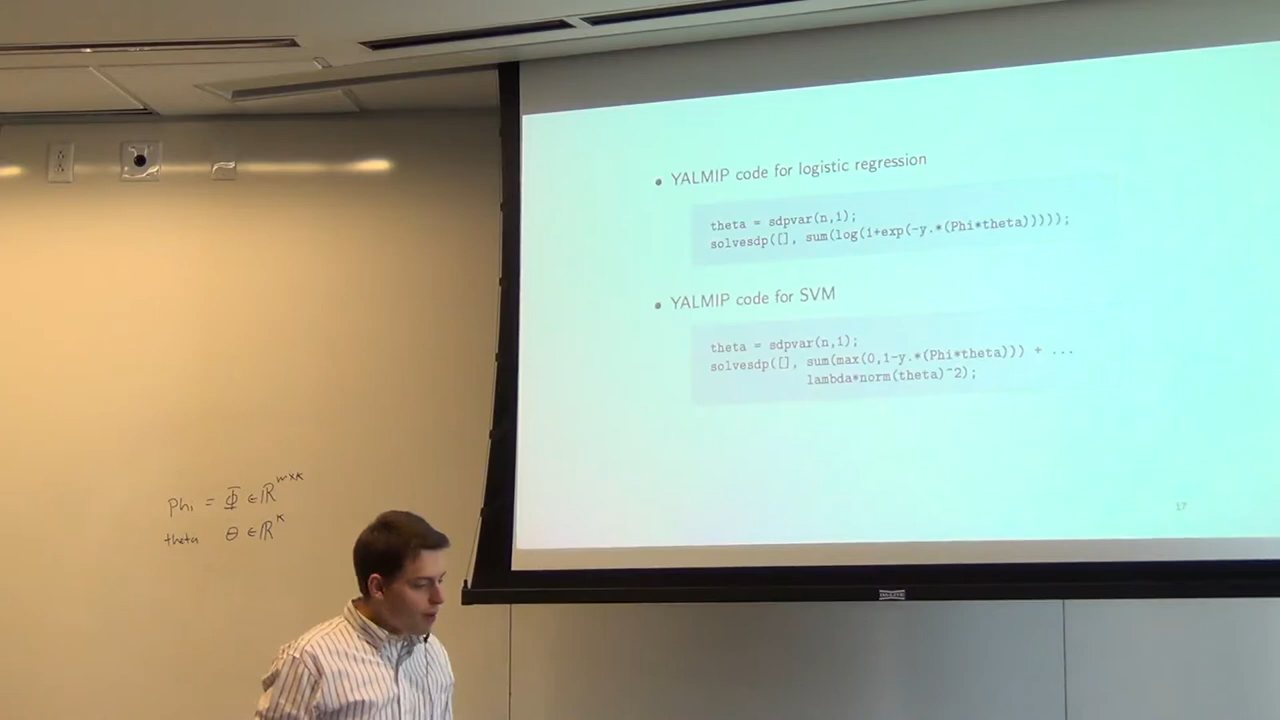 • YALMIP code for logistic regression
theta = sdpvar(n,1);
solvesdp([], sum(log(1+exp(-y.*(Phi*theta)))));
• YALMIP code for SVM
theta = sdpvar(n,1);
solvesdp([], sum(max(0,1-y.*(Phi*theta))) + ...
lambda*norm(theta)^2);
17
Phi = Φ ∈ ℝ^{m×k}
theta θ ∈ ℝ^k